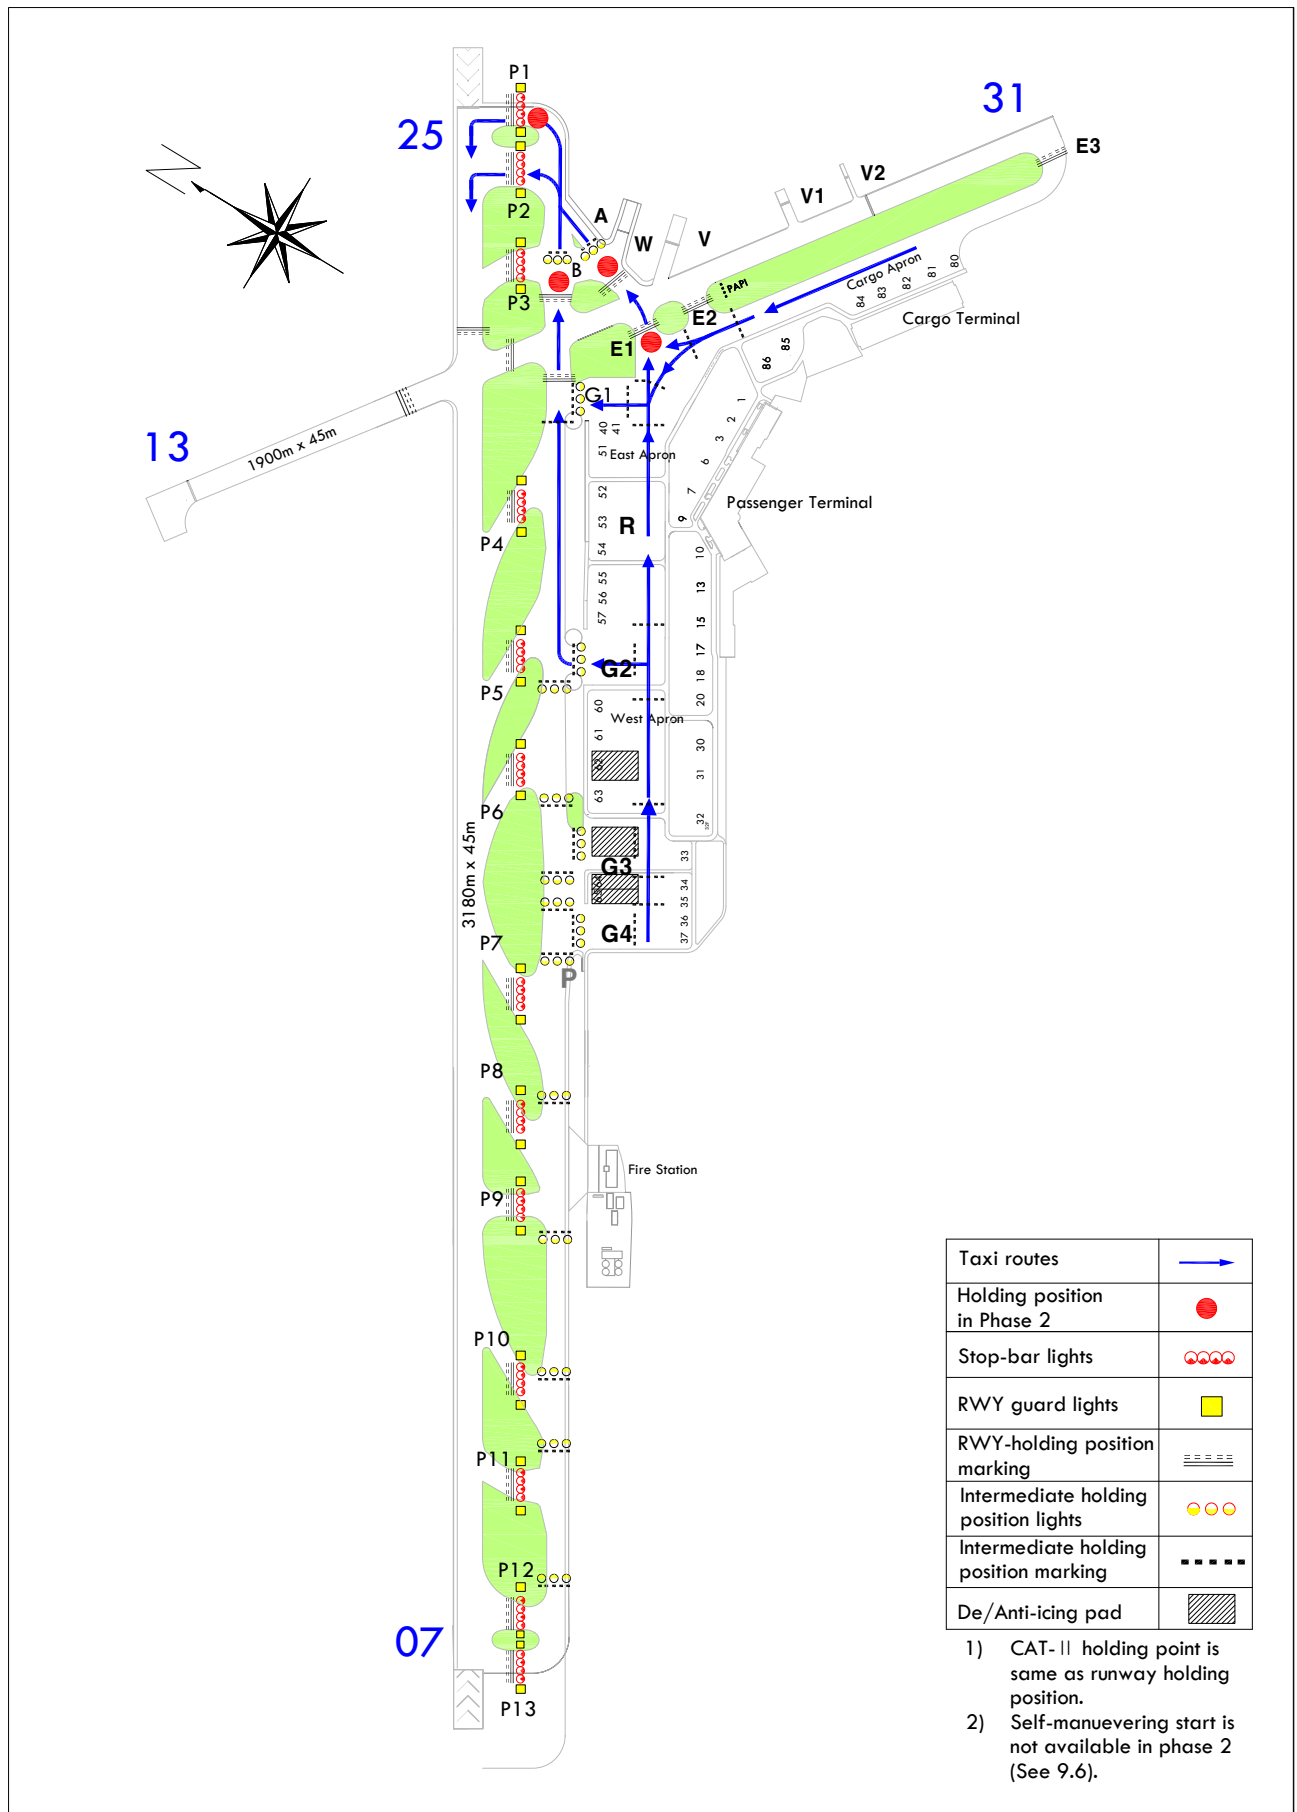 P1
31
25
E3
V2
V1
P2
A
W
V
B
Cargo Apron
80
81
82
83
84
PAPI
P3
E2
Cargo Terminal
E1
85
86
G1
1
2
3
6
7
9
40
41
51
East Apron
13
1900m x 45m
52
53
54
R
Passenger Terminal
P4
10
13
15
17
18
20
55
56
57
G2
P5
60
61
62
63
West Apron
30
31
32
P6
3180m x 45m
G3
33
34
35
36
37
P7
G4
P
P8
Fire Station
P9
P10
P11
P12
07
P13
Taxi routes
Holding position
in Phase 2
Stop-bar lights
RWY guard lights
RWY-holding position
marking
Intermediate holding
position lights
Intermediate holding
position marking
De/Anti-icing pad
1) CAT-II holding point is
same as runway holding
position.
2) Self-manuevering start is
not available in phase 2
(See 9.6).